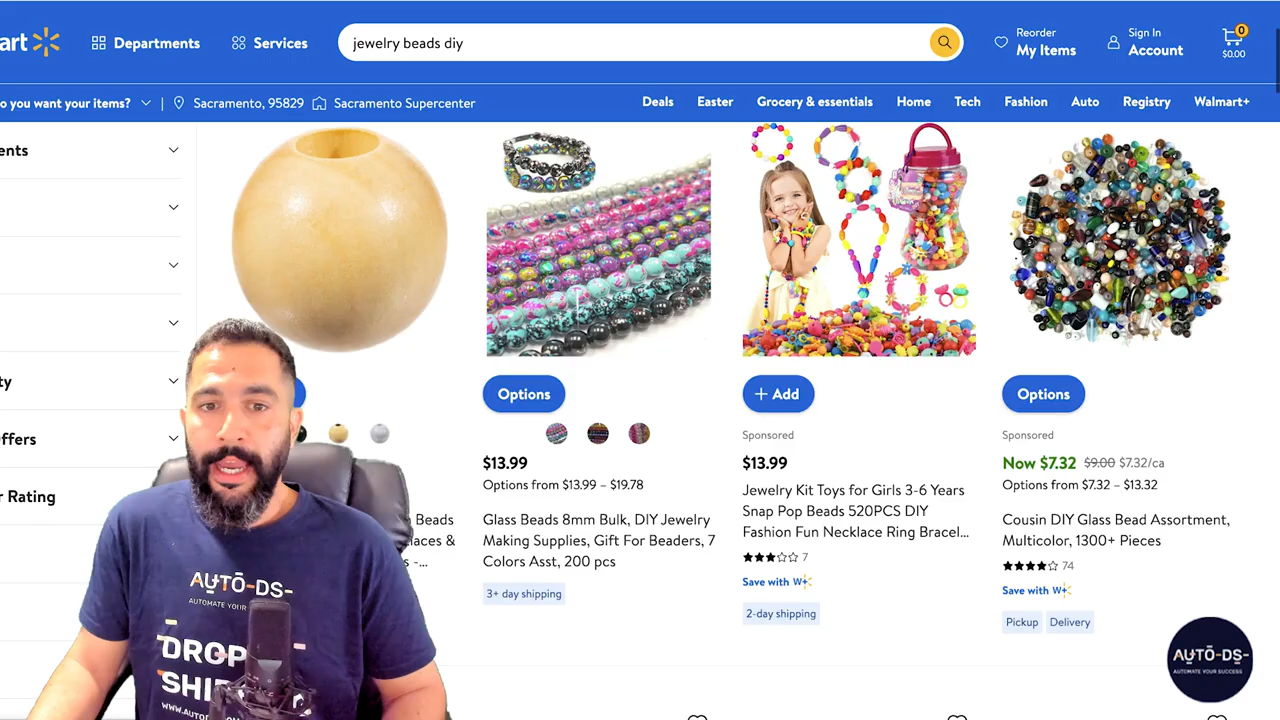 art
Departments
Services
jewelry beads diy
Reorder
My Items
Sign In
Account
0
$0.00
o you want your items?
Sacramento, 95829
Sacramento Supercenter
Deals
Easter
Grocery & essentials
Home
Tech
Fashion
Auto
Registry
Walmart+
ents
ty
ffers
r Rating
Beads
aces &
-...
Options
$13.99
Options from $13.99 – $19.78
Glass Beads 8mm Bulk, DIY Jewelry
Making Supplies, Gift For Beaders, 7
Colors Asst, 200 pcs
3+ day shipping
+ Add
Sponsored
$13.99
Jewelry Kit Toys for Girls 3-6 Years
Snap Pop Beads 520PCS DIY
Fashion Fun Necklace Ring Bracel...
7
Save with W+
2-day shipping
Options
Sponsored
Now $7.32 $9.00 $7.32/ca
Options from $7.32 – $13.32
Cousin DIY Glass Bead Assortment,
Multicolor, 1300+ Pieces
74
Save with W+
Pickup
Delivery
AUTO-DS-
AUTOMATE YOUR
DROP
SHI
WWW.AUTO
AUTO-DS-
AUTOMATE YOUR SUCCESS